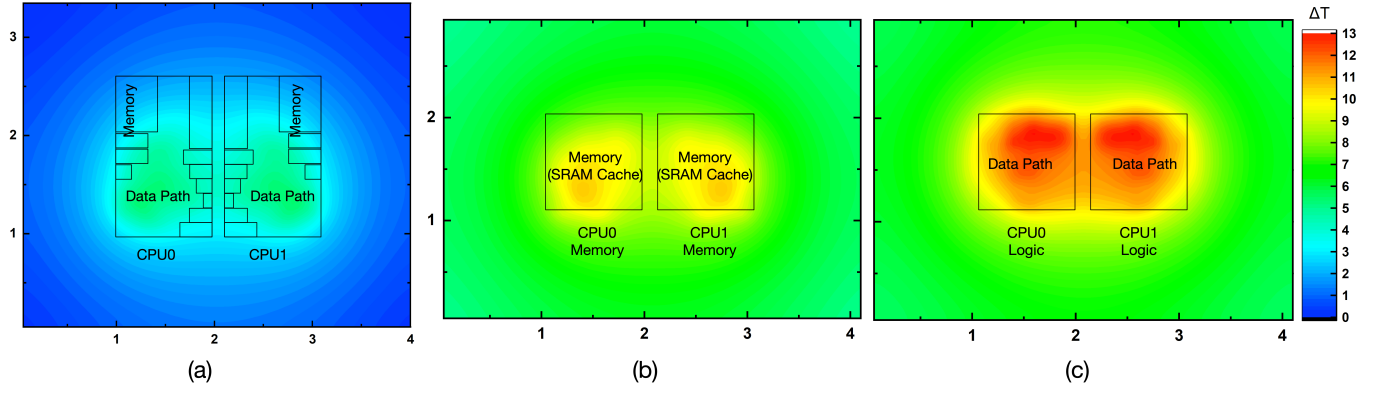 3
2
1
Memory
Memory
Data Path
Data Path
CPU0
CPU1
1
2
3
4
(a)
2
1
Memory
(SRAM Cache)
Memory
(SRAM Cache)
CPU0
Memory
CPU1
Memory
1
2
3
4
(b)
Data Path
Data Path
CPU0
Logic
CPU1
Logic
1
2
3
4
(c)
ΔT
13
12
11
10
9
8
7
6
5
4
3
2
1
0